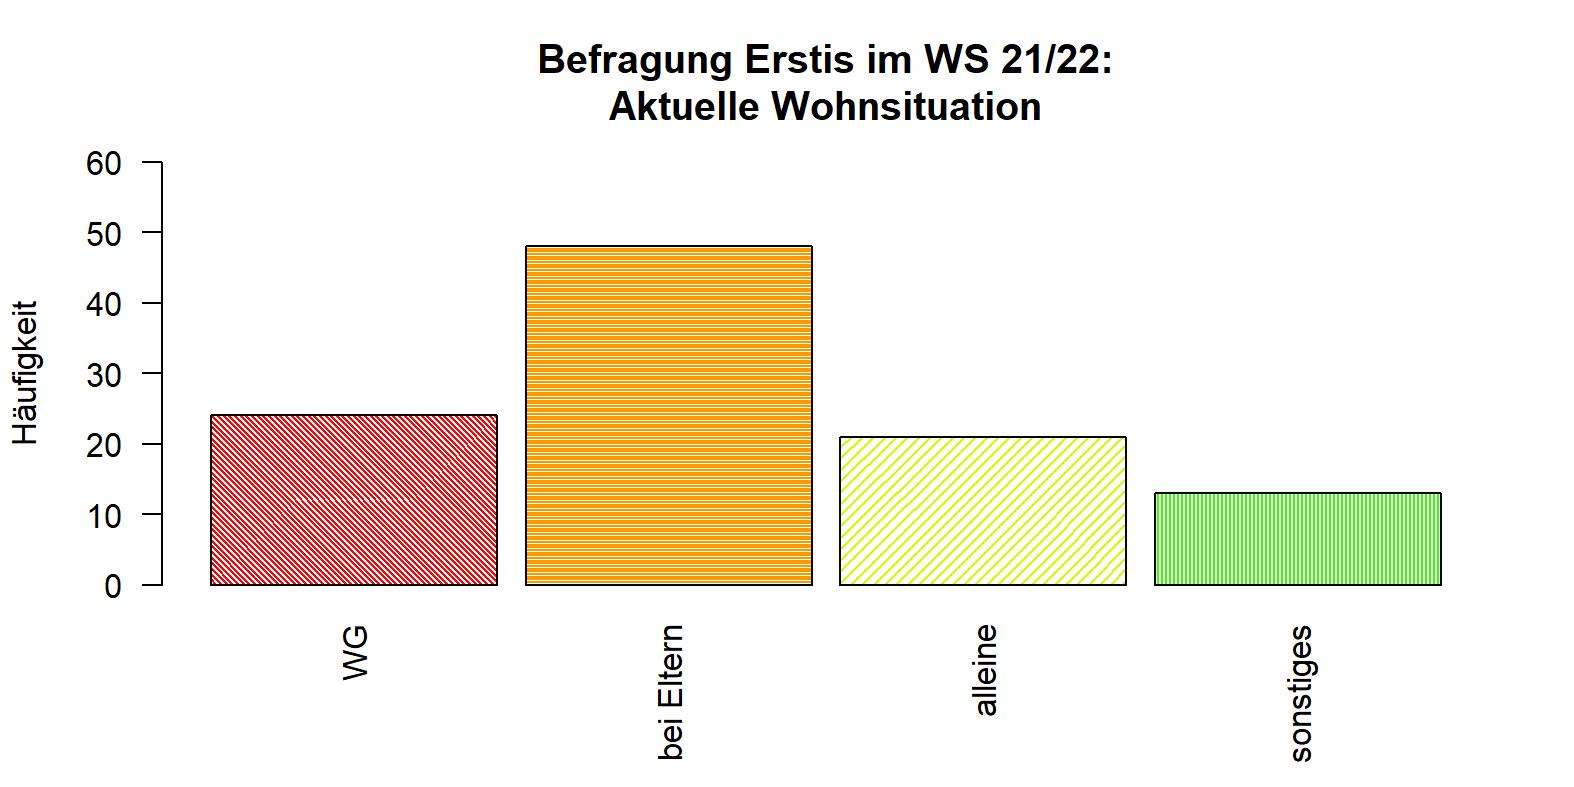 Befragung Erstis im WS 21/22:
Aktuelle Wohnsituation
Häufigkeit
60
50
40
30
20
10
0
WG
bei Eltern
alleine
sonstiges